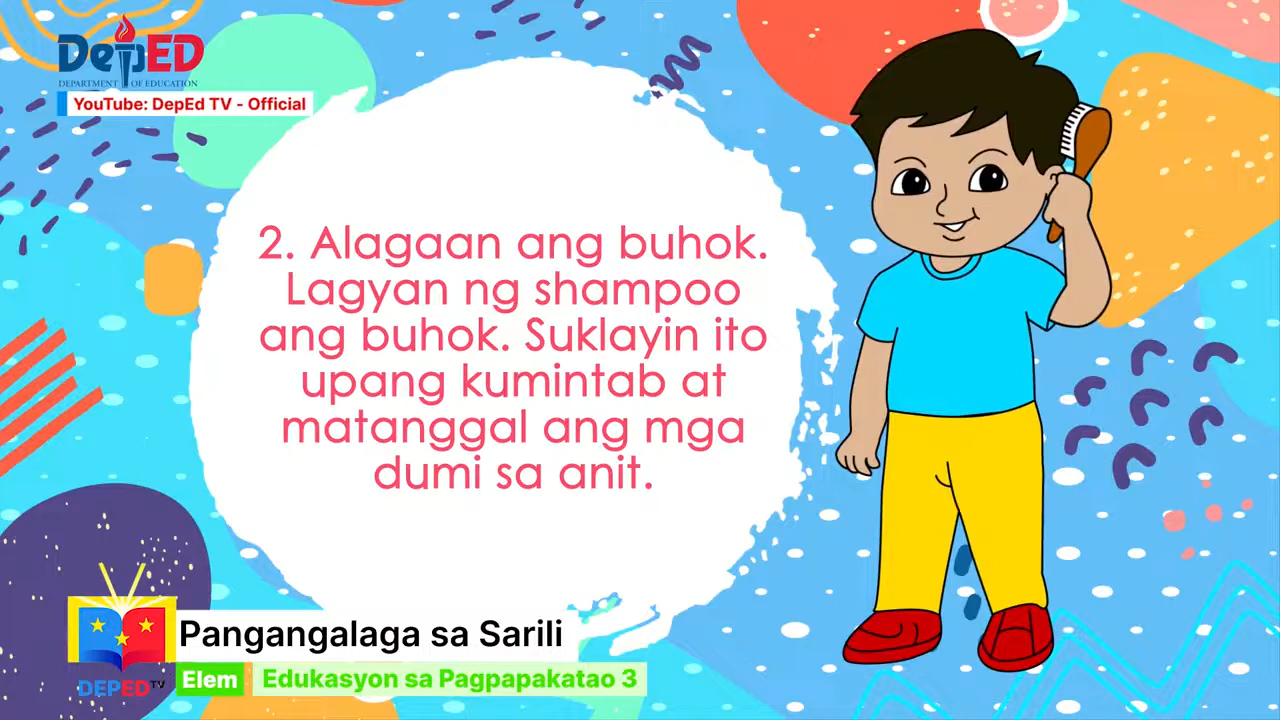 DepED
DEPARTMENT OF EDUCATION
YouTube: DepEd TV - Official
2. Alagaan ang buhok.
Lagyan ng shampoo
ang buhok. Suklayin ito
upang kumintab at
matanggal ang mga
dumi sa anit.
Pangangalaga sa Sarili
DEPED TV
Elem Edukasyon sa Pagpapakatao 3